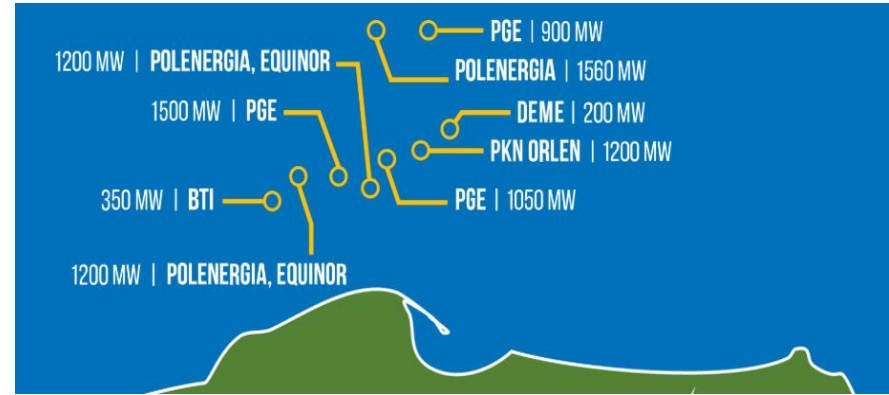 PGE | 900 MW
1200 MW | POLENERGIA, EQUINOR
POLENERGIA | 1560 MW
1500 MW | PGE
DEME | 200 MW
PKN ORLEN | 1200 MW
350 MW | BTI
PGE | 1050 MW
1200 MW | POLENERGIA, EQUINOR